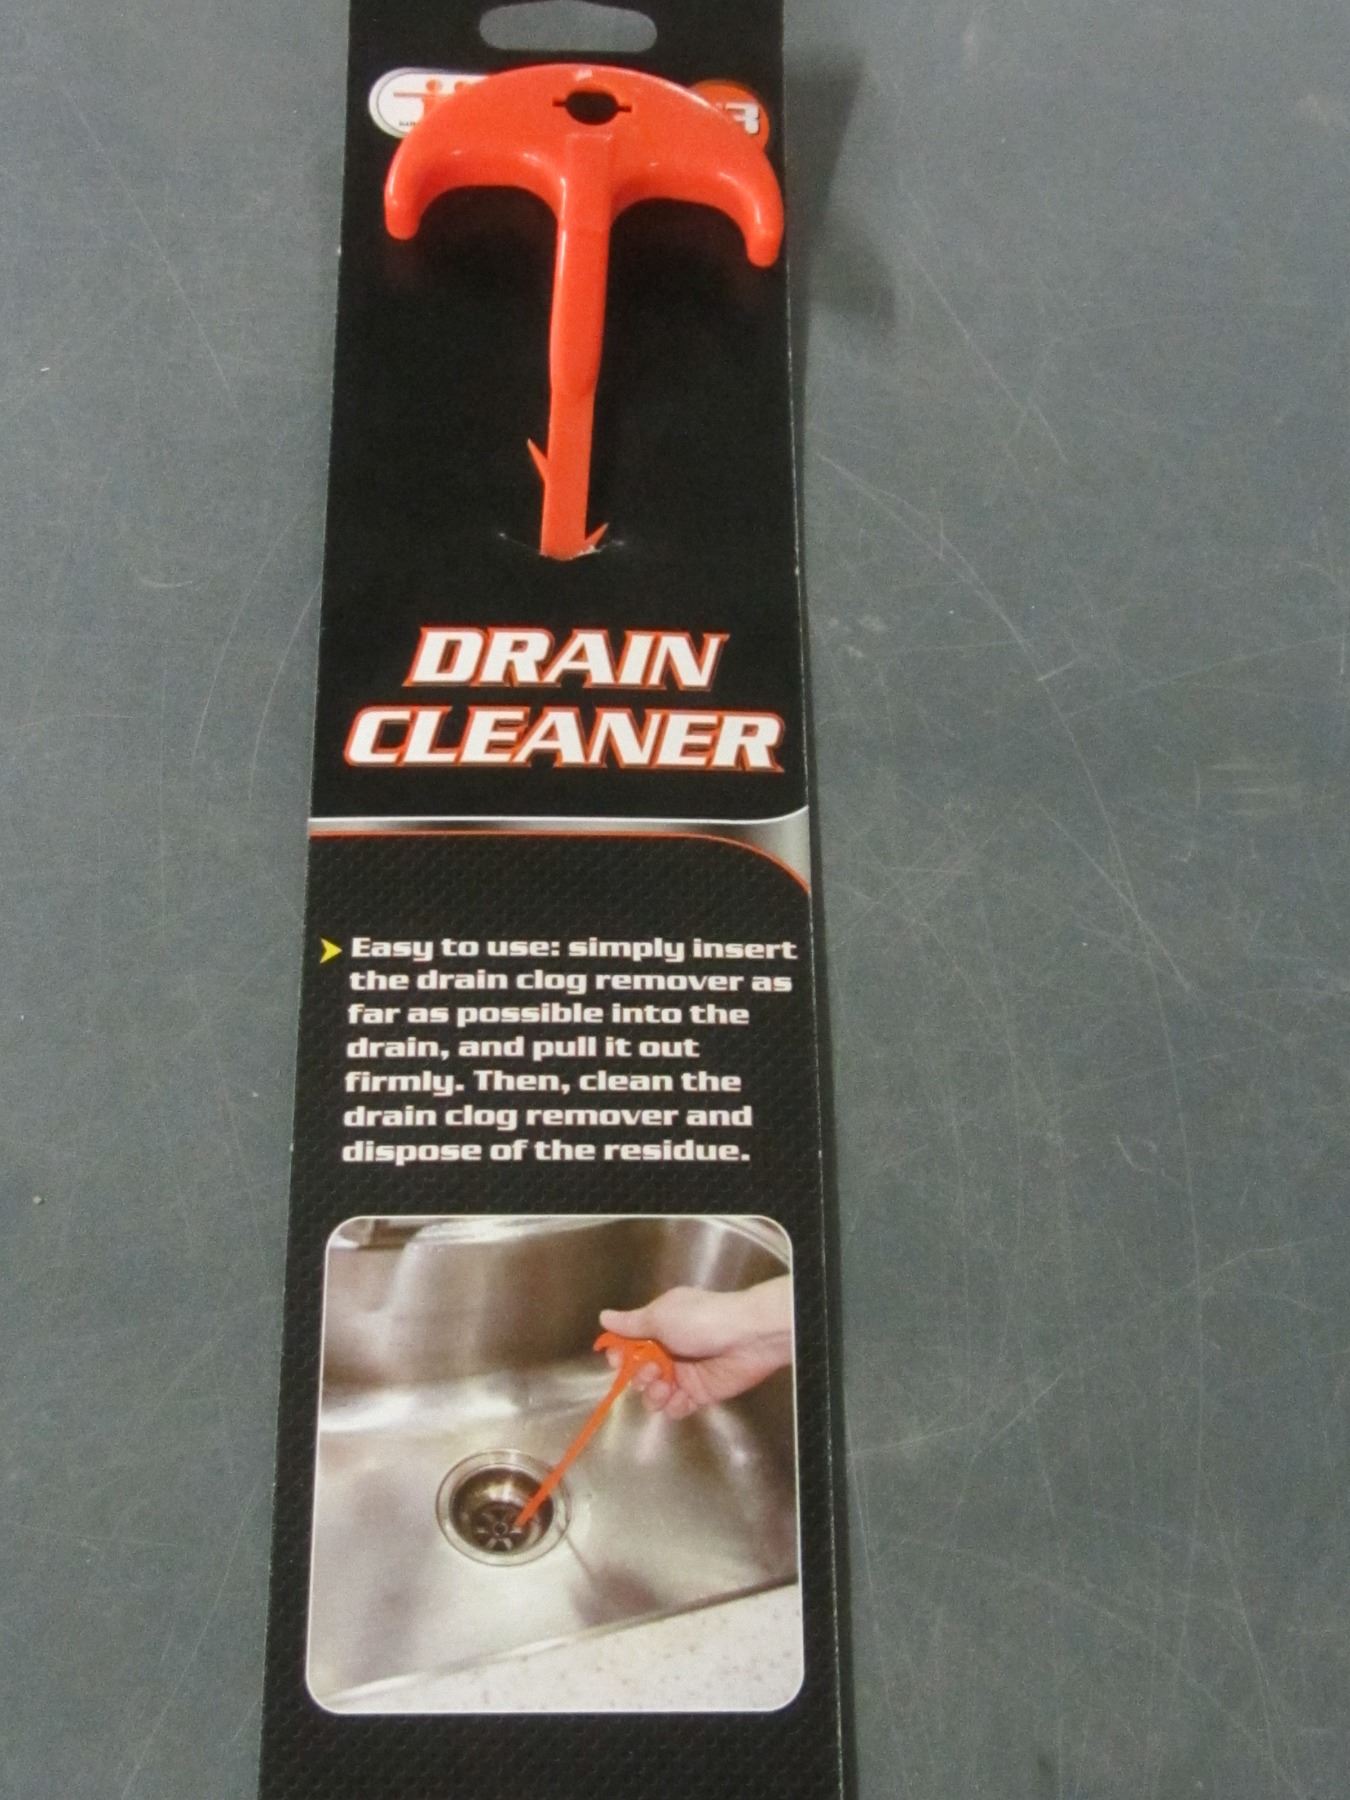 DRAIN
CLEANER
Easy to use: simply insert
the drain clog remover as
far as possible into the
drain, and pull it out
firmly. Then, clean the
drain clog remover and
dispose of the residue.